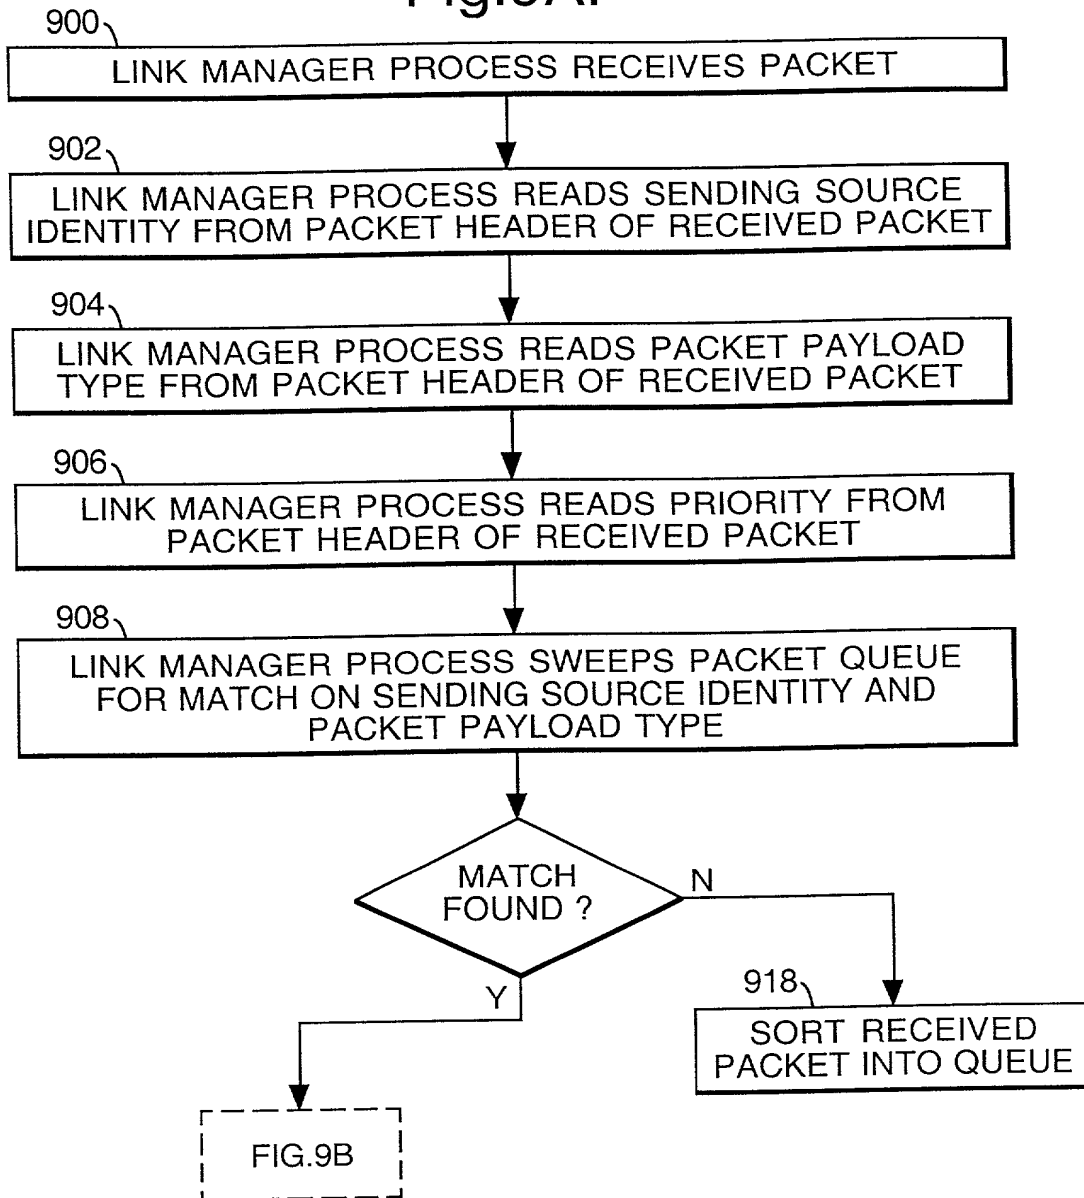 Fig.9A.
900
LINK MANAGER PROCESS RECEIVES PACKET
902
LINK MANAGER PROCESS READS SENDING SOURCE
IDENTITY FROM PACKET HEADER OF RECEIVED PACKET
904
LINK MANAGER PROCESS READS PACKET PAYLOAD
TYPE FROM PACKET HEADER OF RECEIVED PACKET
906
LINK MANAGER PROCESS READS PRIORITY FROM
PACKET HEADER OF RECEIVED PACKET
908
LINK MANAGER PROCESS SWEEPS PACKET QUEUE
FOR MATCH ON SENDING SOURCE IDENTITY AND
PACKET PAYLOAD TYPE
MATCH
FOUND ?
N
Y
918
SORT RECEIVED
PACKET INTO QUEUE
FIG.9B